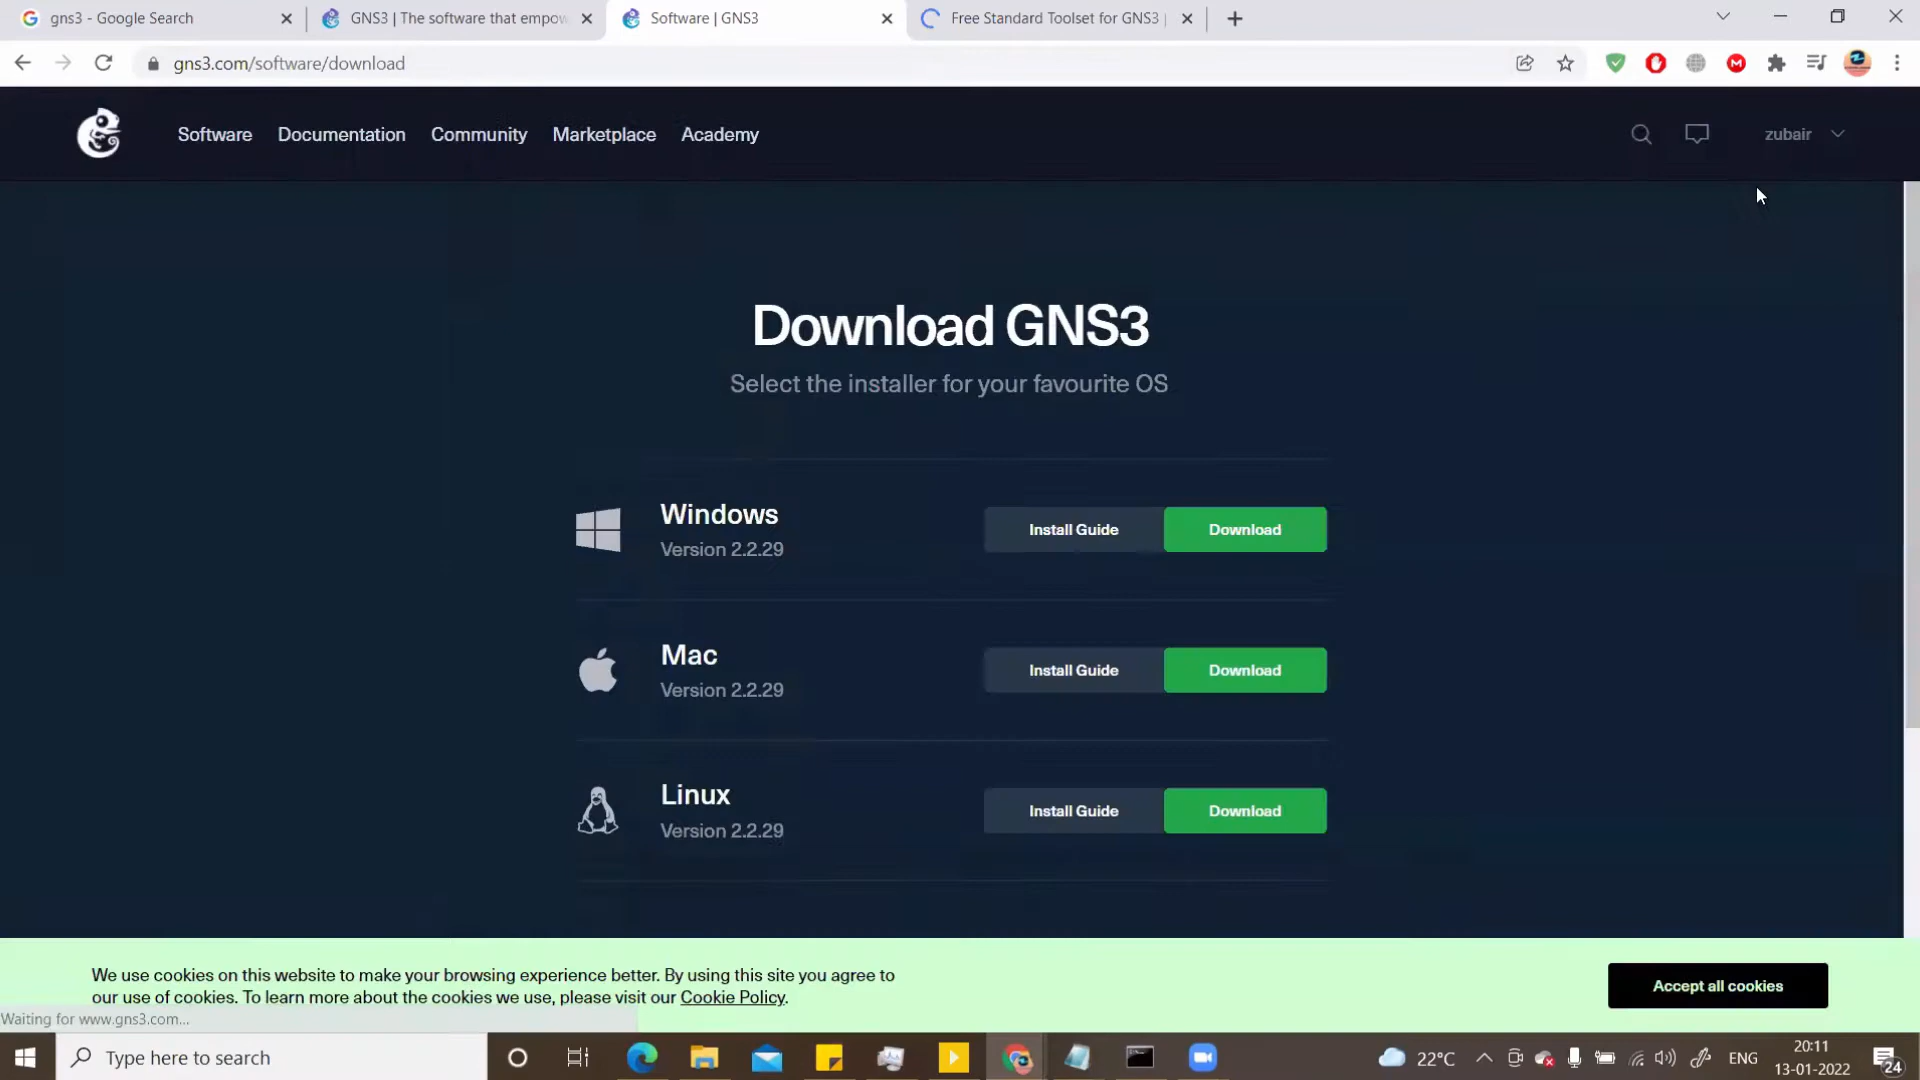 gns3 - Google Search
GNS3 | The software that empow
Software | GNS3
Free Standard Toolset for GNS3 |
gns3.com/software/download
Software Documentation Community Marketplace Academy
zubair
Download GNS3
Select the installer for your favourite OS
Windows
Version 2.2.29
Install Guide
Download
Mac
Version 2.2.29
Install Guide
Download
Linux
Version 2.2.29
Install Guide
Download
We use cookies on this website to make your browsing experience better. By using this site you agree to
our use of cookies. To learn more about the cookies we use, please visit our Cookie Policy.
Accept all cookies
Waiting for www.gns3.com...
Type here to search
22°C
ENG
20:11
13-01-2022
24